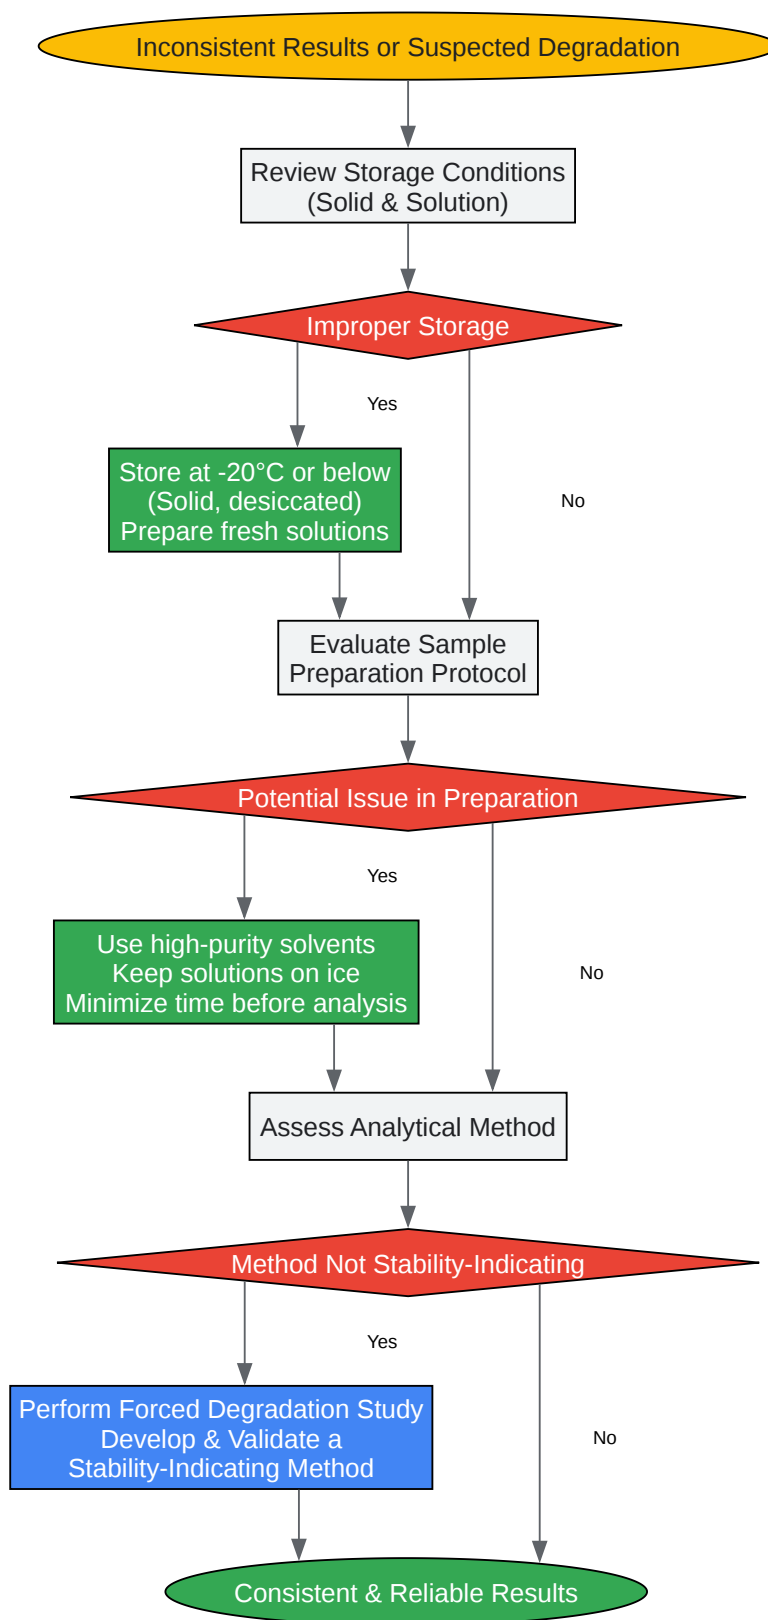 Inconsistent Results or Suspected Degradation
Review Storage Conditions
(Solid & Solution)
Improper Storage
Yes
Store at -20°C or below
(Solid, desiccated)
Prepare fresh solutions
No
Evaluate Sample
Preparation Protocol
Potential Issue in Preparation
Yes
Use high-purity solvents
Keep solutions on ice
Minimize time before analysis
No
Assess Analytical Method
Method Not Stability-Indicating
Yes
Perform Forced Degradation Study
Develop & Validate a
Stability-Indicating Method
No
Consistent & Reliable Results